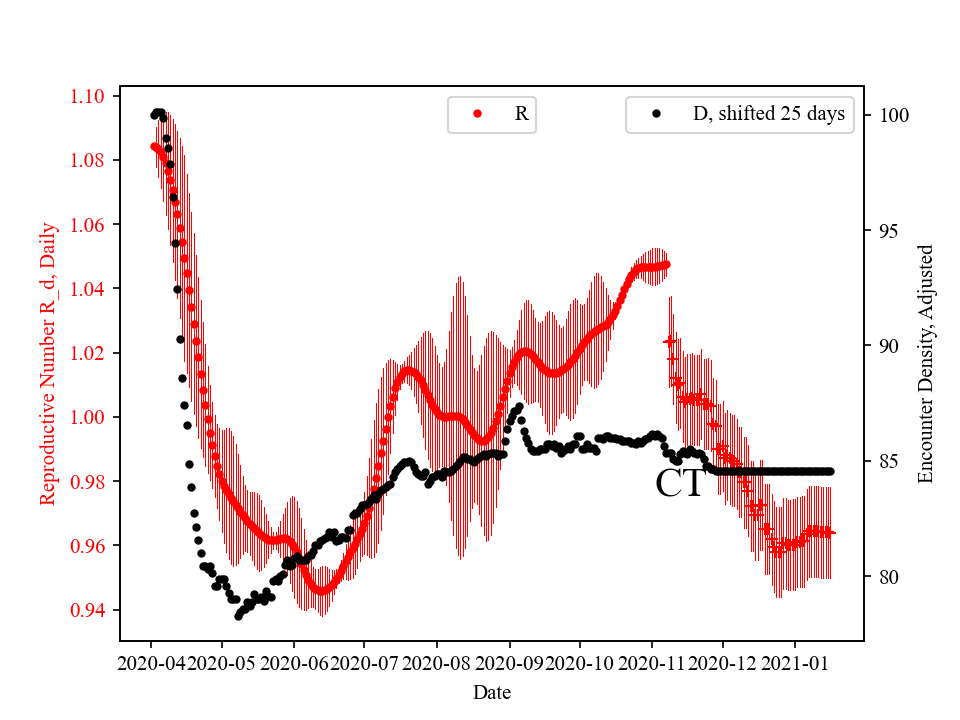 R
D, shifted 25 days
1.10
1.08
1.06
1.04
1.02
1.00
0.98
0.96
0.94
Reproductive Number R_d, Daily
100
95
90
85
80
Encounter Density, Adjusted
CT
2020-04 2020-05 2020-06 2020-07 2020-08 2020-09 2020-10 2020-11 2020-12 2021-01
Date